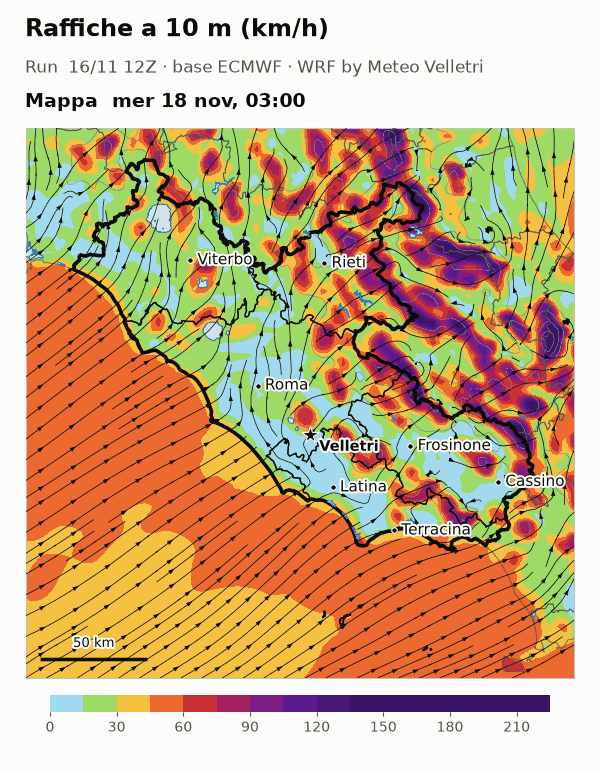 Raffiche a 10 m (km/h)
Run 16/11 12Z · base ECMWF · WRF by Meteo Velletri
Mappa mer 18 nov, 03:00
Viterbo
Rieti
Roma
Velletri
Frosinone
Latina
Cassino
Terracina
50 km
0 30 60 90 120 150 180 210